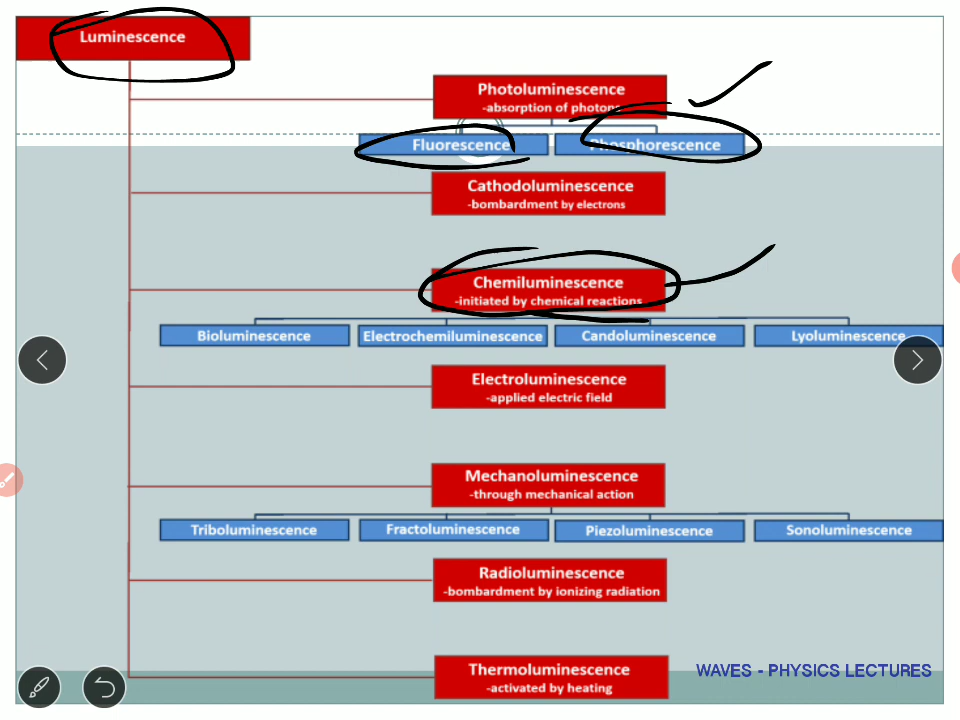 Luminescence
Photoluminescence
-absorption of photons
Fluorescence
Phosphorescence
Cathodoluminescence
-bombardment by electrons
Chemiluminescence
-initiated by chemical reactions
Bioluminescence
Electrochemiluminescence
Candoluminescence
Lyoluminescence
Electroluminescence
-applied electric field
Mechanoluminescence
-through mechanical action
Triboluminescence
Fractoluminescence
Piezoluminescence
Sonoluminescence
Radioluminescence
-bombardment by ionizing radiation
Thermoluminescence
-activated by heating
WAVES - PHYSICS LECTURES